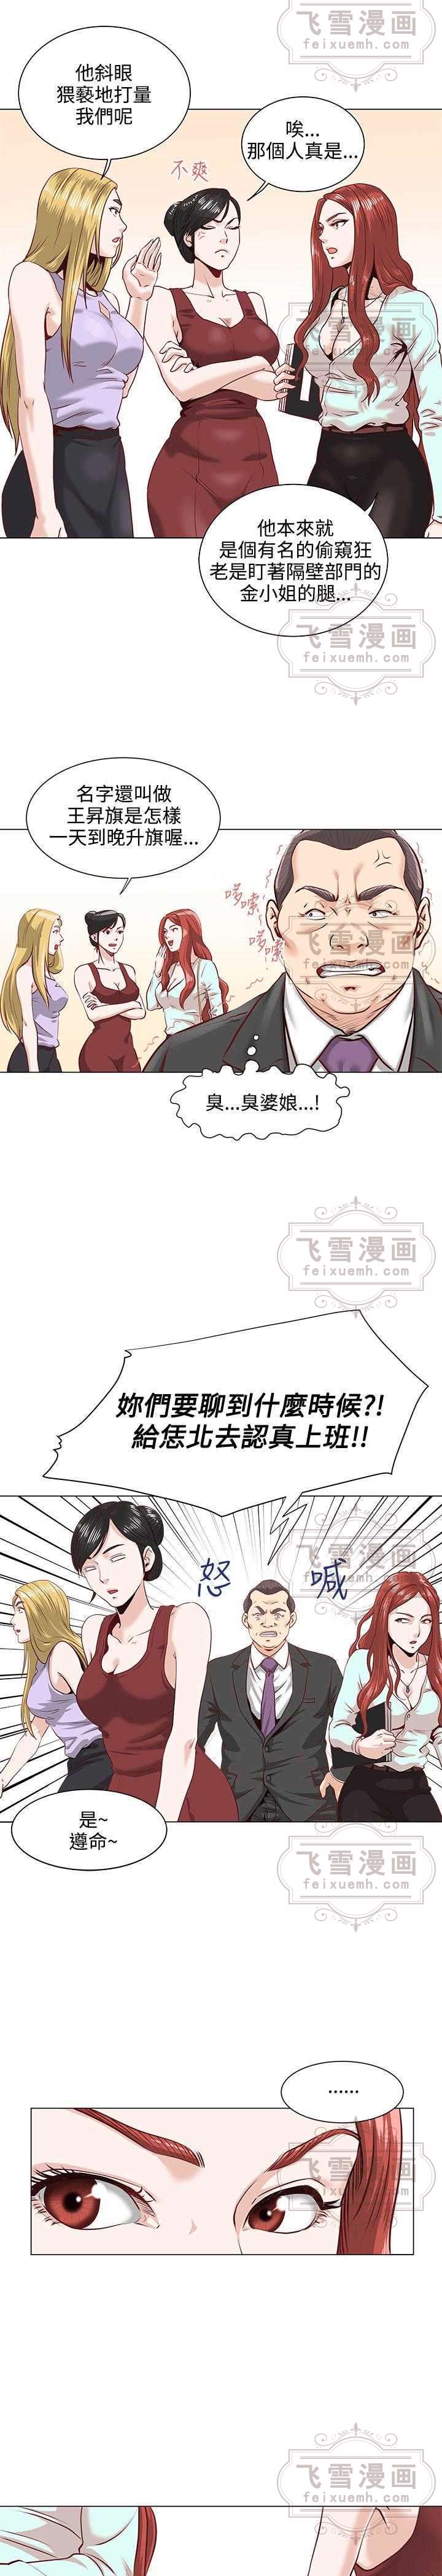 飞雪漫画
feixuemh.com
他斜眼
猥褻地打量
我們呢
唉...
那個人真是...
不爽
飞雪漫画
feixuemh.com
他本來就
是個有名的偷窺狂
老是盯著隔壁部門的
金小姐的腿...
飞雪漫画
feixuemh.com
名字還叫做
王昇旗是怎樣
一天到晚升旗喔...
哆嗦
哆嗦
飞雪漫画
feixuemh.com
臭...臭婆娘...!
飞雪漫画
feixuemh.com
妳們要聊到什麼時候?!
給恁北去認真上班!!
怒
喊
飞雪漫画
feixuemh.com
是~
遵命~
飞雪漫画
feixuemh.com
......
飞雪漫画
feixuemh.com
飞雪漫画
feixuemh.com